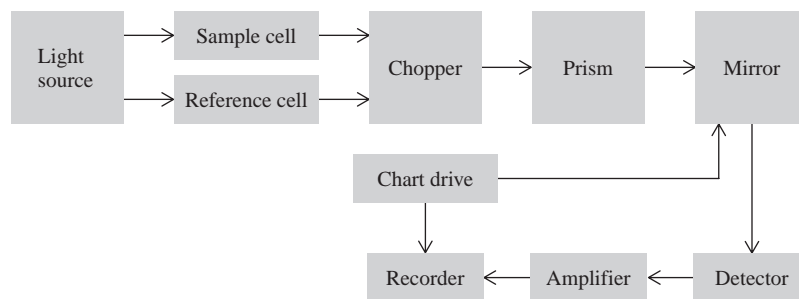 Light
source
Sample cell
Reference cell
Chopper
Prism
Mirror
Chart drive
Recorder
Amplifier
Detector